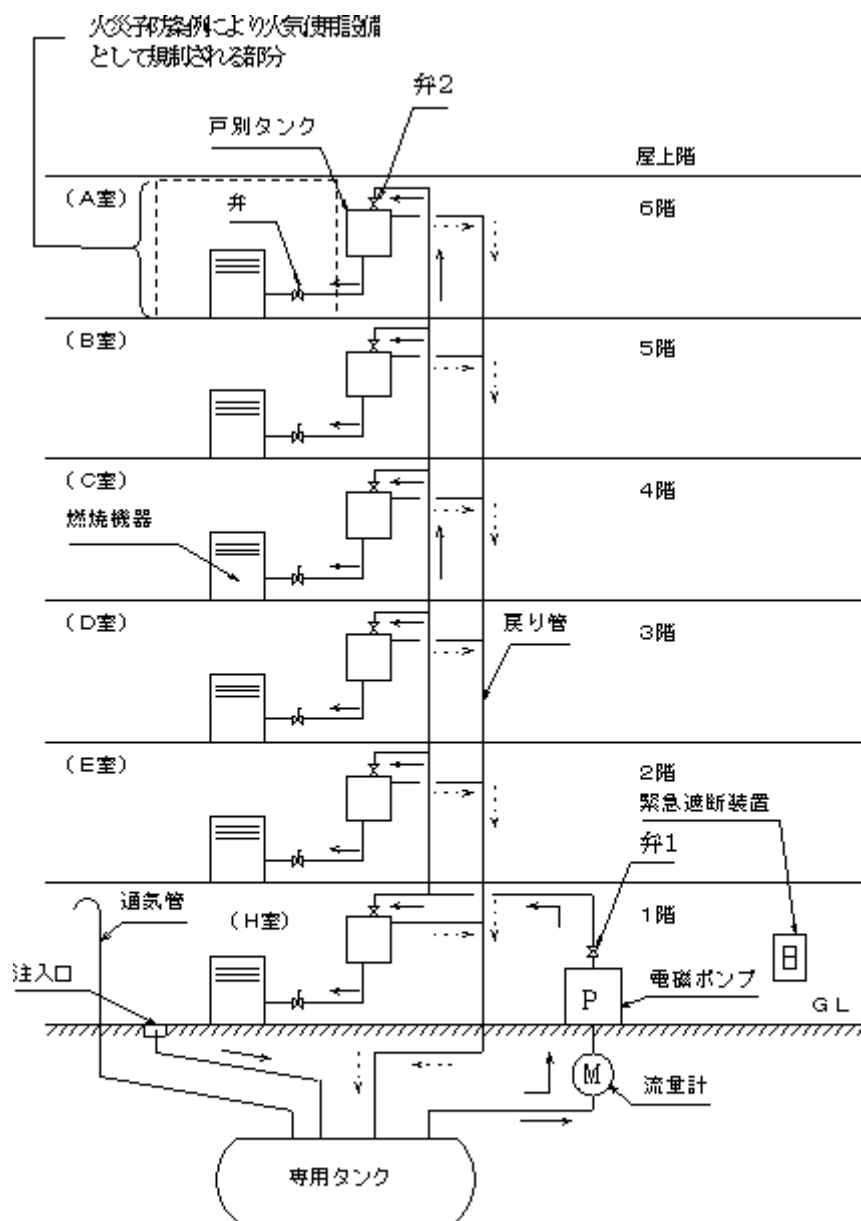 火災予防条例により火気使用設備
として規制される部分
弁2
戸別タンク
屋上階
(A室)
弁
6階
(B室)
5階
(C室)
4階
燃焼機器
(D室)
戻り管
3階
(E室)
2階
緊急遮断装置
弁1
通気管
(H室)
1階
注入口
日
P
電磁ポンプ
GL
M
流量計
専用タンク